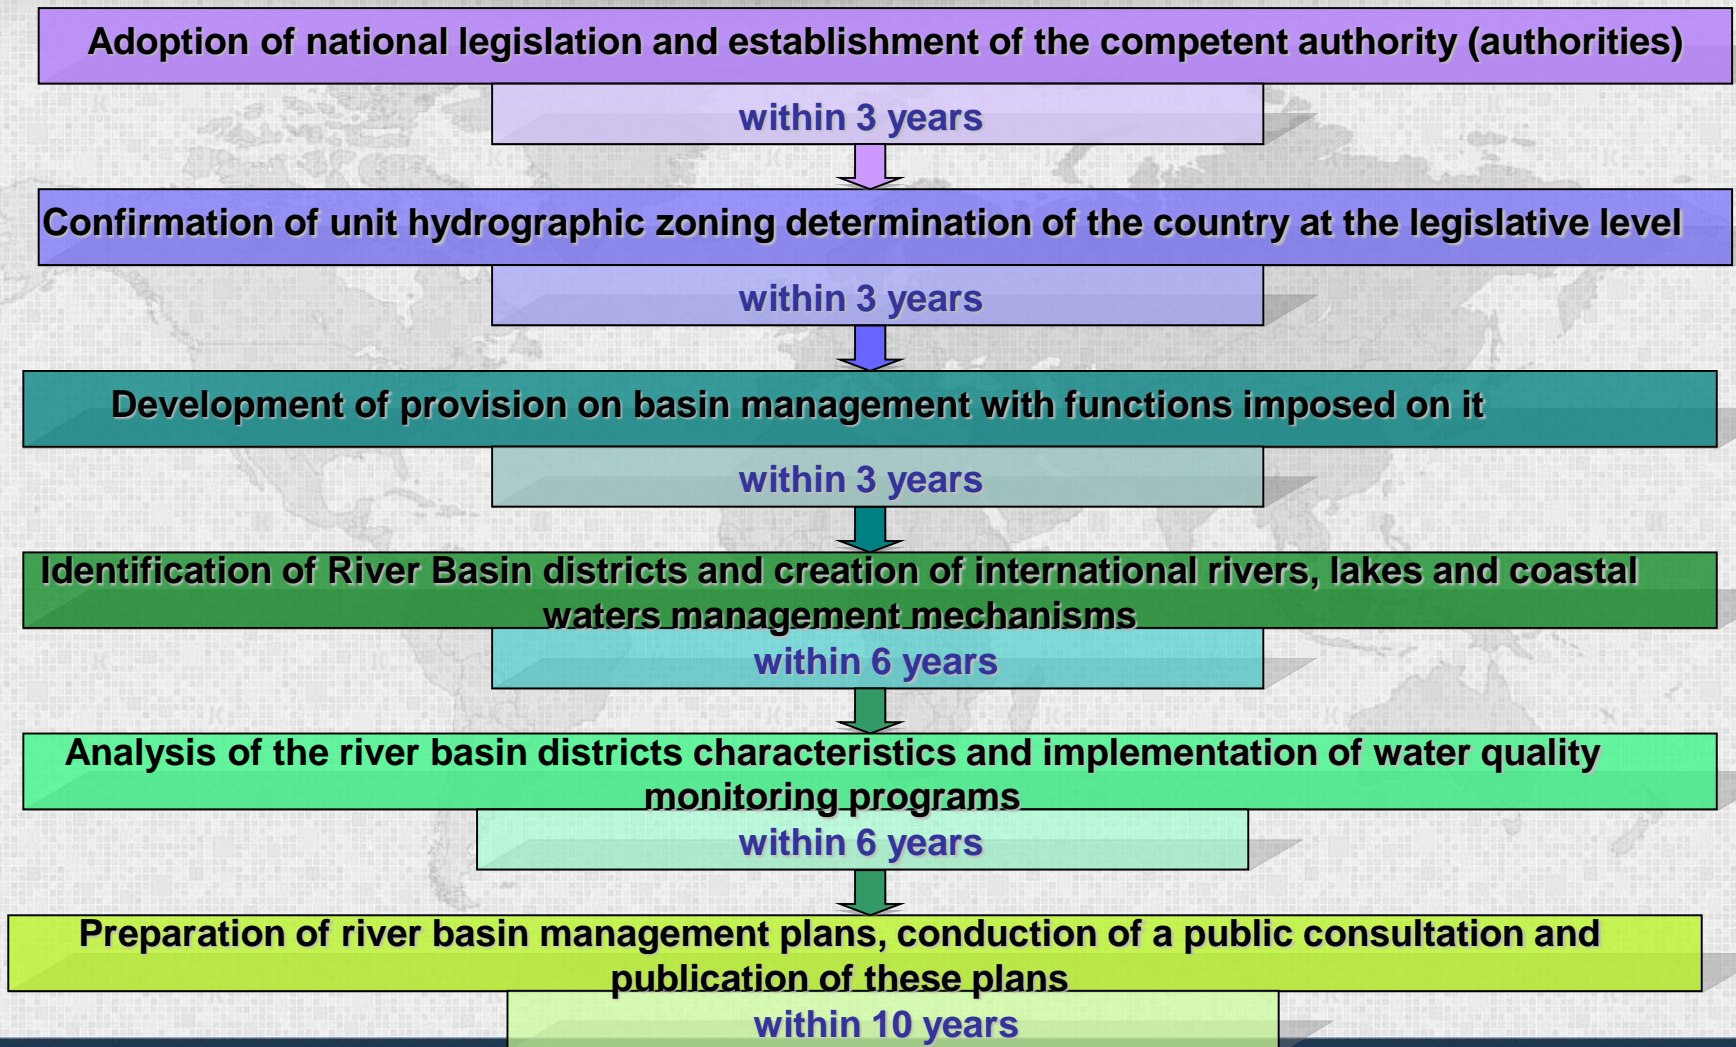 Adoption of national legislation and establishment of the competent authority (authorities)
within 3 years
Confirmation of unit hydrographic zoning determination of the country at the legislative level
within 3 years
Development of provision on basin management with functions imposed on it
within 3 years
Identification of River Basin districts and creation of international rivers, lakes and coastal
waters management mechanisms
within 6 years
Analysis of the river basin districts characteristics and implementation of water quality
monitoring programs
within 6 years
Preparation of river basin management plans, conduction of a public consultation and
publication of these plans
within 10 years